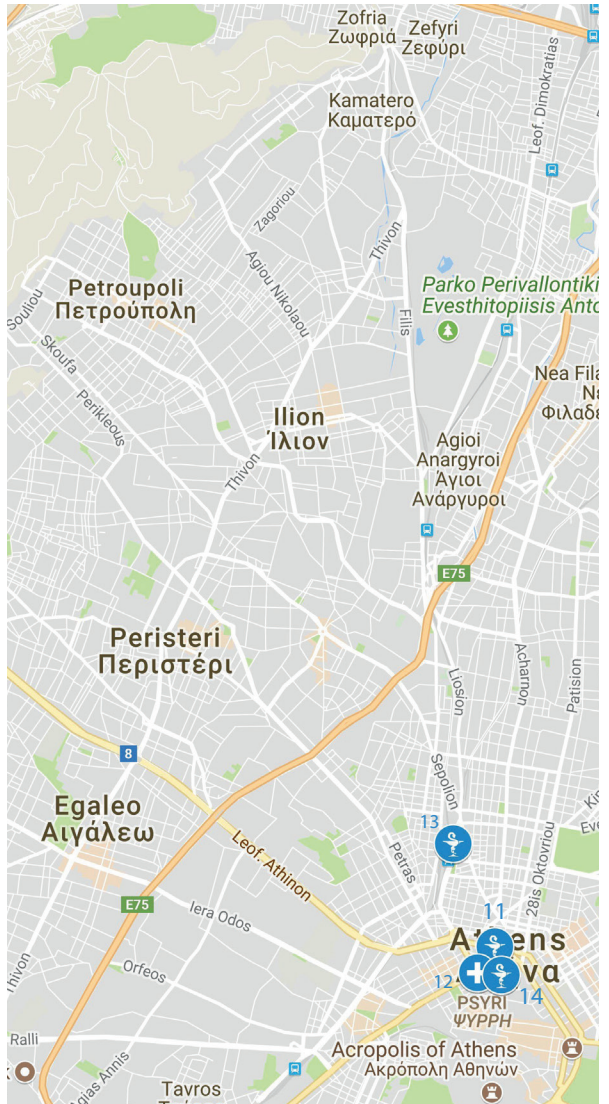 Zofria
Ζωφριά
Zefyri
Ζεφύρι
Kamatero
Καματερό
Leof. Dimokratias
Zagoriou
Thivon
Agiou Nikolaou
Petroupoli
Πετρούπολη
Souliou
Skoufa
Perikleous
Parko Perivallontiki
Evesthitopiisis Anto
Filis
Nea Fila
Ne
Φιλαδε
Ilion
Ίλιον
Agioi
Anargyroi
Άγιοι
Ανάργυροι
Thivon
E75
Peristeri
Περιστέρι
Liosion
Acharnou
Patision
8
Sepolion
Egaleo
Αιγάλεω
13
Leof. Athinon
Petras
28is Oktovriou
E75
Iera Odos
11
Athens
Thivon
Orfeos
12
14
PSYRI
ΨΥΡΡΗ
Ralli
Agias Annis
Acropolis of Athens
Ακρόπολη Αθηνών
Tavros